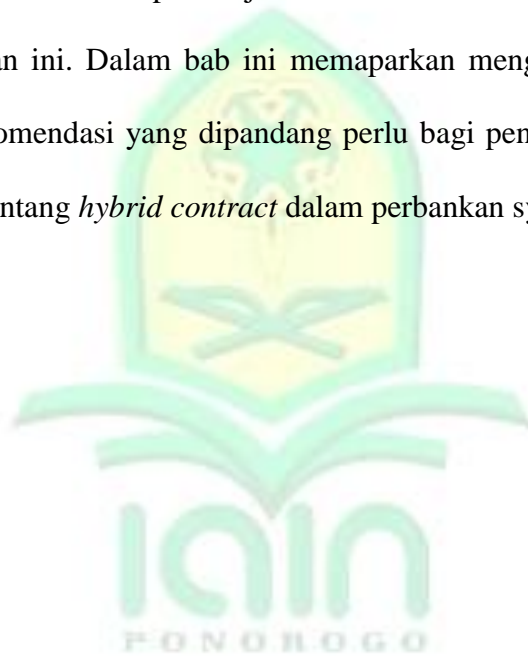 an ini. Dalam bab ini memaparkan meng
omendasi yang dipandang perlu bagi pen
ntang hybrid contract dalam perbankan sy
iain
PONOROGO